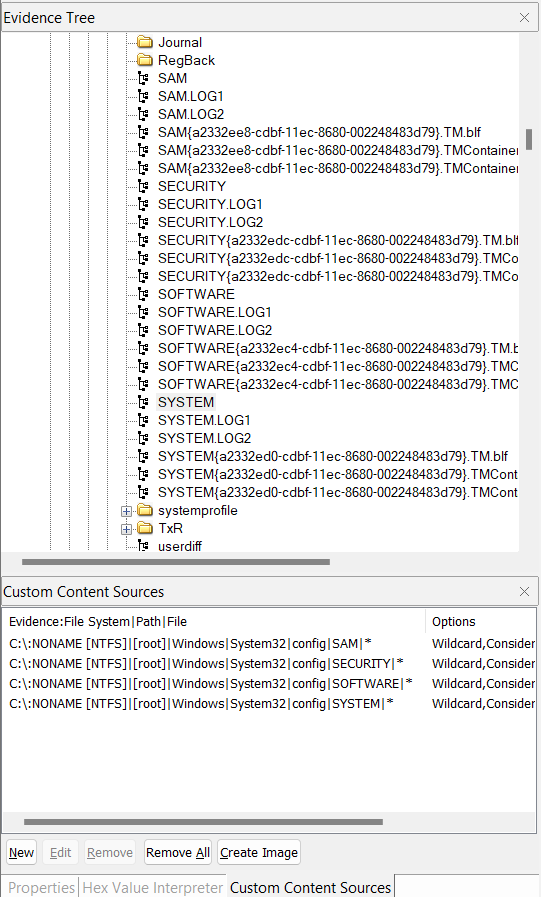 Evidence Tree
Journal
RegBack
SAM
SAM.LOG1
SAM.LOG2
SAM{a2332ee8-cdbf-11ec-8680-002248483d79}.TM.blf
SAM{a2332ee8-cdbf-11ec-8680-002248483d79}.TMContainer
SAM{a2332ee8-cdbf-11ec-8680-002248483d79}.TMContainer
SECURITY
SECURITY.LOG1
SECURITY.LOG2
SECURITY{a2332edc-cdbf-11ec-8680-002248483d79}.TM.blf
SECURITY{a2332edc-cdbf-11ec-8680-002248483d79}.TMCo
SECURITY{a2332edc-cdbf-11ec-8680-002248483d79}.TMCo
SOFTWARE
SOFTWARE.LOG1
SOFTWARE.LOG2
SOFTWARE{a2332ec4-cdbf-11ec-8680-002248483d79}.TM.b
SOFTWARE{a2332ec4-cdbf-11ec-8680-002248483d79}.TMC
SOFTWARE{a2332ec4-cdbf-11ec-8680-002248483d79}.TMC
SYSTEM
SYSTEM.LOG1
SYSTEM.LOG2
SYSTEM{a2332ed0-cdbf-11ec-8680-002248483d79}.TM.blf
SYSTEM{a2332ed0-cdbf-11ec-8680-002248483d79}.TMCont
SYSTEM{a2332ed0-cdbf-11ec-8680-002248483d79}.TMCont
systemprofile
TxR
userdiff
Custom Content Sources
Evidence:File System|Path|File Options
C:\:NONAME [NTFS]|[root]|Windows|System32|config|SAM|* Wildcard,Consider
C:\:NONAME [NTFS]|[root]|Windows|System32|config|SECURITY|* Wildcard,Consider
C:\:NONAME [NTFS]|[root]|Windows|System32|config|SOFTWARE|* Wildcard,Consider
C:\:NONAME [NTFS]|[root]|Windows|System32|config|SYSTEM|* Wildcard,Consider
New Edit Remove Remove All Create Image
Properties Hex Value Interpreter Custom Content Sources